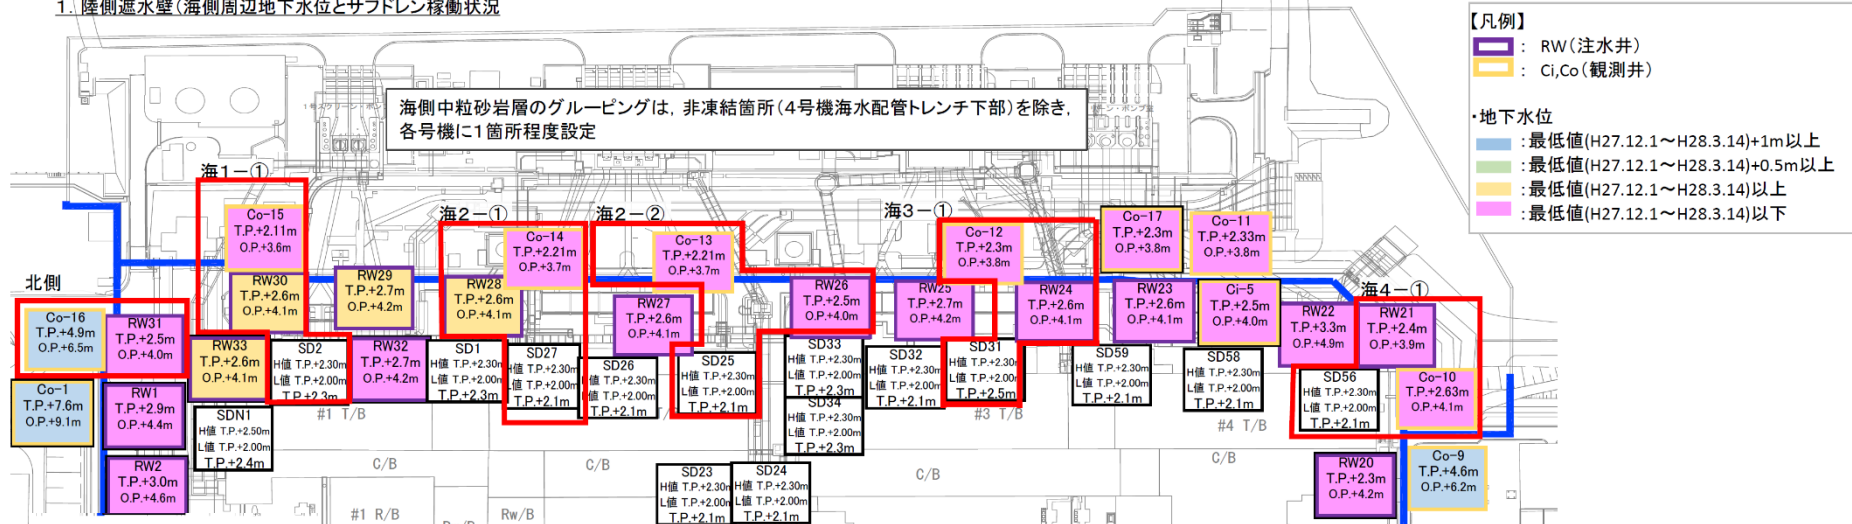 1. 陸側遮水壁(海側周辺地下水位とサブドレン稼働状況
【凡例】
: RW(注水井)
: Ci,Co(観測井)
・地下水位
:最低値(H27.12.1～H28.3.14)+1m以上
:最低値(H27.12.1～H28.3.14)+0.5m以上
:最低値(H27.12.1～H28.3.14)以上
:最低値(H27.12.1～H28.3.14)以下
海側中粒砂岩層のグルーピングは，非凍結箇所(4号機海水配管トレンチ下部)を除き，
各号機に1箇所程度設定
海1-①
海2-①
海2-②
海3-①
海4-①
北側
Co-15
T.P.+2.11m
O.P.+3.6m
Co-14
T.P.+2.21m
O.P.+3.7m
Co-13
T.P.+2.21m
O.P.+3.7m
Co-12
T.P.+2.3m
O.P.+3.8m
Co-17
T.P.+2.3m
O.P.+3.8m
Co-11
T.P.+2.33m
O.P.+3.8m
RW30
T.P.+2.6m
O.P.+4.1m
RW29
T.P.+2.7m
O.P.+4.2m
RW28
T.P.+2.6m
O.P.+4.1m
RW27
T.P.+2.6m
O.P.+4.1m
RW26
T.P.+2.5m
O.P.+4.0m
RW25
T.P.+2.7m
O.P.+4.2m
RW24
T.P.+2.6m
O.P.+4.1m
RW23
T.P.+2.6m
O.P.+4.1m
Ci-5
T.P.+2.5m
O.P.+4.0m
RW22
T.P.+3.3m
O.P.+4.9m
RW21
T.P.+2.4m
O.P.+3.9m
Co-16
T.P.+4.9m
O.P.+6.5m
RW31
T.P.+2.5m
O.P.+4.0m
RW33
T.P.+2.6m
O.P.+4.1m
SD2
H値 T.P.+2.30m
L値 T.P.+2.00m
T.P.+2.3m
RW32
T.P.+2.7m
O.P.+4.2m
SD1
H値 T.P.+2.30m
L値 T.P.+2.00m
T.P.+2.3m
SD27
H値 T.P.+2.30m
L値 T.P.+2.00m
T.P.+2.1m
SD26
H値 T.P.+2.30m
L値 T.P.+2.00m
T.P.+2.1m
SD25
H値 T.P.+2.30m
L値 T.P.+2.00m
T.P.+2.1m
SD33
H値 T.P.+2.30m
L値 T.P.+2.00m
T.P.+2.3m
SD32
H値 T.P.+2.30m
L値 T.P.+2.00m
T.P.+2.1m
SD31
H値 T.P.+2.30m
L値 T.P.+2.00m
T.P.+2.5m
SD59
H値 T.P.+2.30m
L値 T.P.+2.00m
T.P.+2.1m
SD58
H値 T.P.+2.30m
L値 T.P.+2.00m
T.P.+2.1m
SD56
H値 T.P.+2.30m
L値 T.P.+2.00m
T.P.+2.1m
Co-10
T.P.+2.63m
O.P.+4.1m
Co-1
T.P.+7.6m
O.P.+9.1m
RW1
T.P.+2.9m
O.P.+4.4m
SDN1
H値 T.P.+2.50m
L値 T.P.+2.00m
T.P.+2.4m
SD34
H値 T.P.+2.30m
L値 T.P.+2.00m
T.P.+2.3m
#1 T/B
#3 T/B
#4 T/B
RW2
T.P.+3.0m
O.P.+4.6m
C/B
C/B
C/B
C/B
SD23
H値 T.P.+2.30m
L値 T.P.+2.00m
T.P.+2.1m
SD24
H値 T.P.+2.30m
L値 T.P.+2.00m
T.P.+2.1m
RW20
T.P.+2.3m
O.P.+4.2m
Co-9
T.P.+4.6m
O.P.+6.2m
#1 R/B
Rw/B